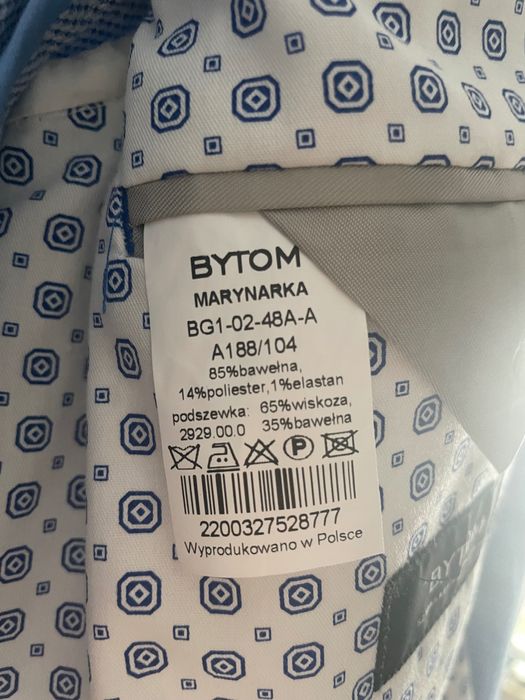 BYTOM
MARYNARKA
BG1-02-48A-A
A188/104
85%bawełna,
14%poliester,1%elastan
podszewka: 65%wiskoza,
2929.00.0 35%bawełna
P
2200327528777
Wyprodukowano w Polsce